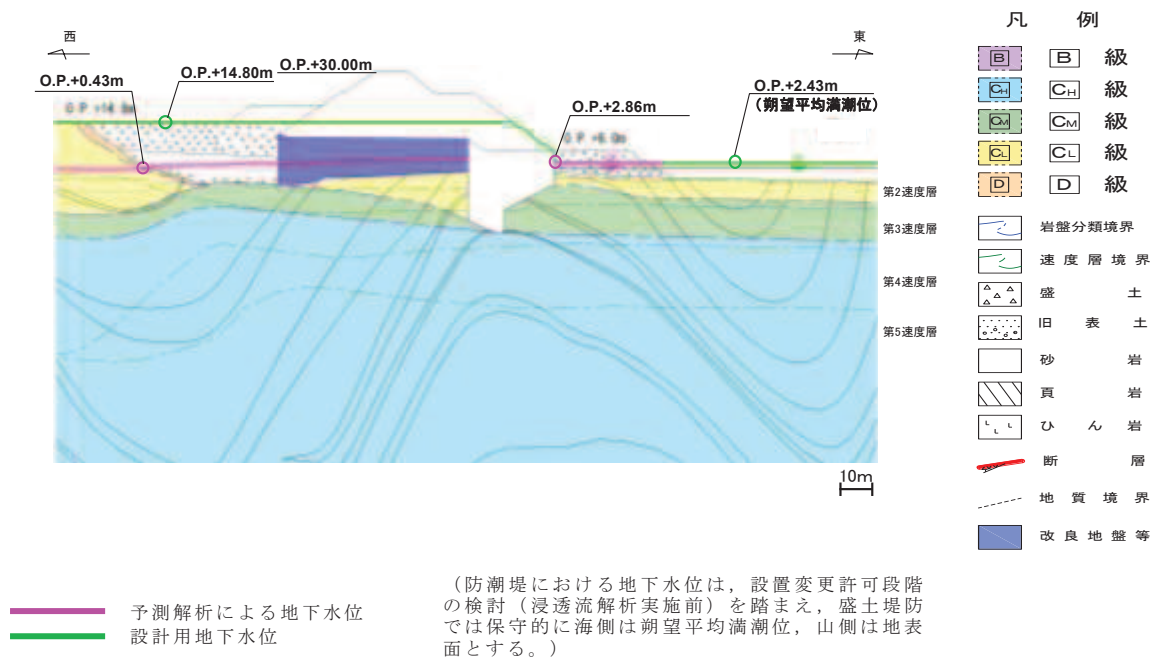 西
東
O.P.+0.43m
O.P.+14.80m
O.P.+30.00m
O.P.+2.86m
O.P.+2.43m
(朔望平均満潮位)
第2速度層
第3速度層
第4速度層
第5速度層
10m
凡 例
B B 級
CH CH 級
CM CM 級
CL CL 級
D D 級
岩盤分類境界
速度層境界
盛 土
旧 表 土
砂 岩
頁 岩
ひ ん 岩
断 層
地質境界
改良地盤等
予測解析による地下水位
設計用地下水位
(防潮堤における地下水位は,設置変更許可段階
の検討(浸透流解析実施前)を踏まえ,盛土堤防
では保守的に海側は朔望平均満潮位,山側は地表
面とする。)